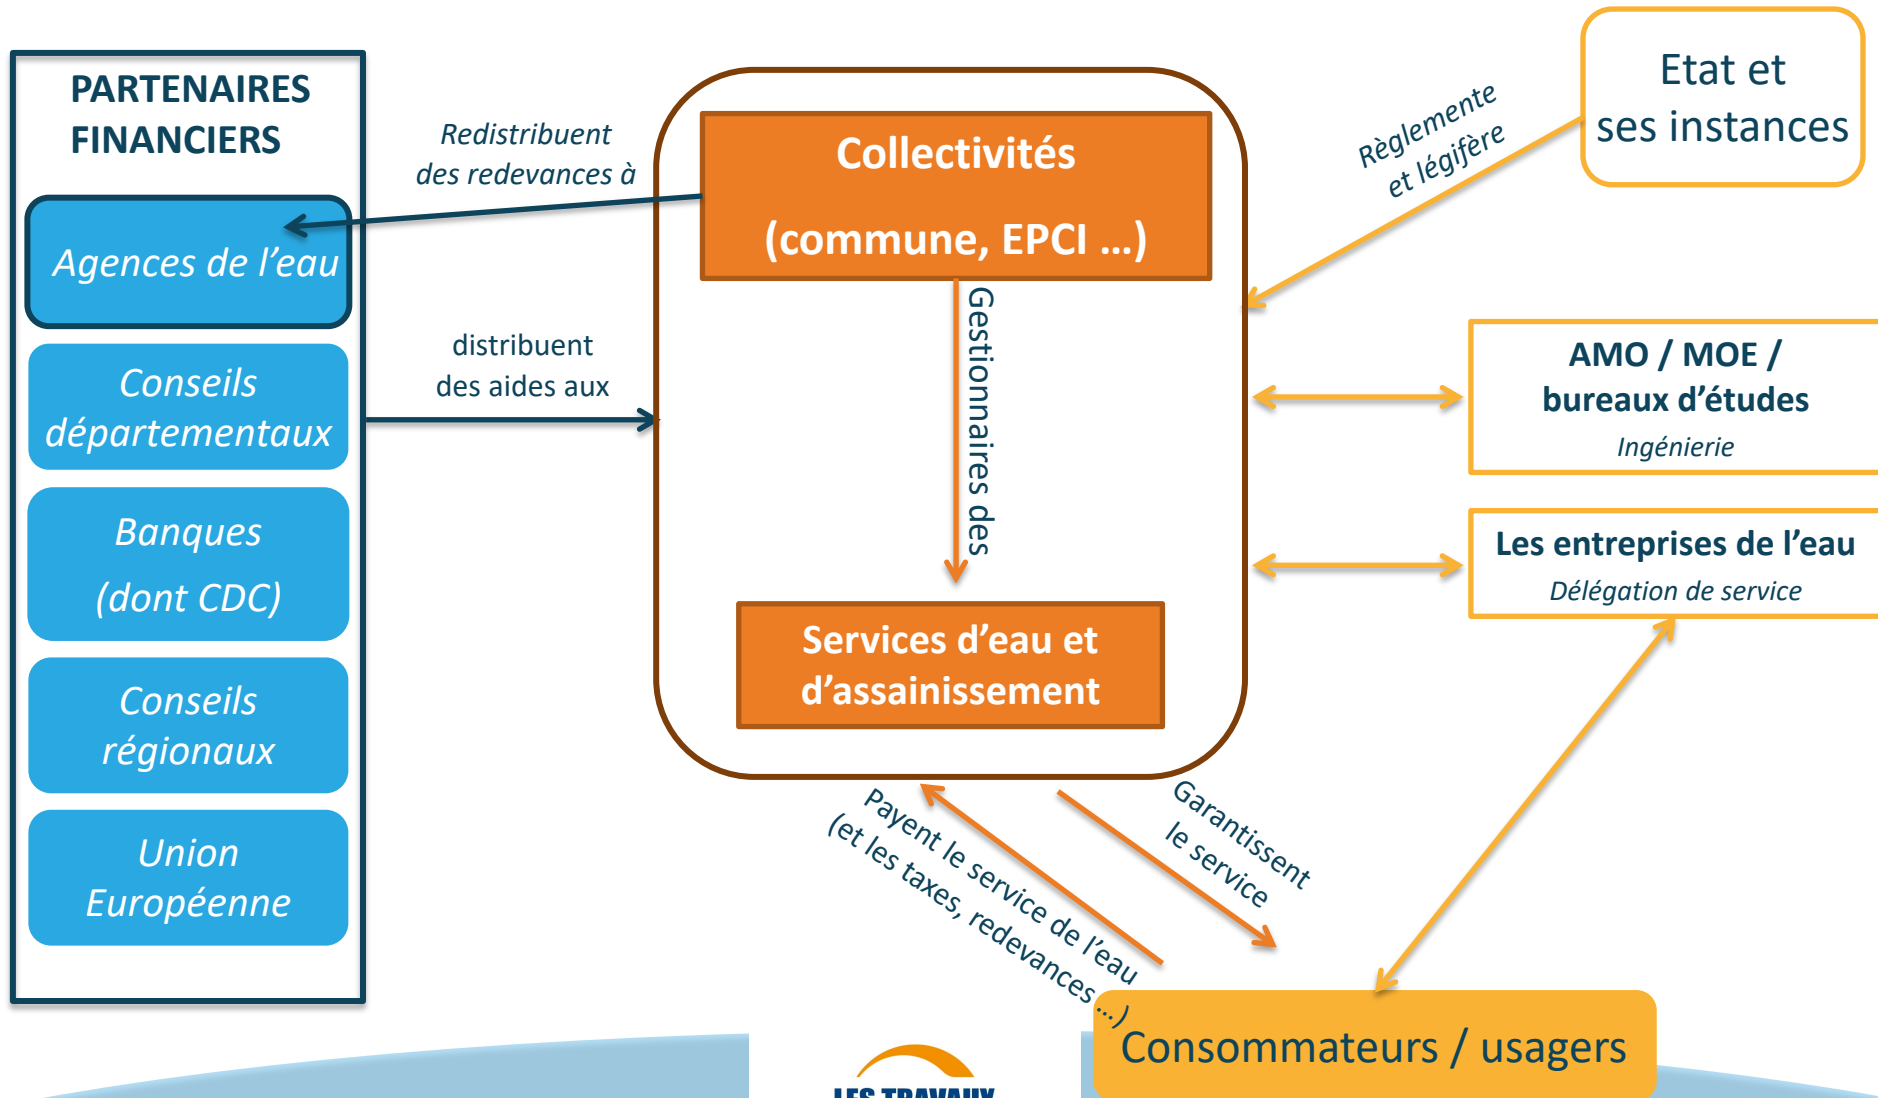 PARTENAIRES
FINANCIERS
Agences de l’eau
Conseils
départementaux
Banques
(dont CDC)
Conseils
régionaux
Union
Européenne
Redistribuent
des redevances à
distribuent
des aides aux
Collectivités
(commune, EPCI ...)
Gestionnaires des
Services d’eau et
d’assainissement
Règlemente
et légifère
Etat et
ses instances
AMO / MOE /
bureaux d’études
Ingénierie
Les entreprises de l’eau
Délégation de service
Garantissent
le service
Payent le service de l’eau
(et les taxes, redevances ...)
Consommateurs / usagers
LES TRAVAUX